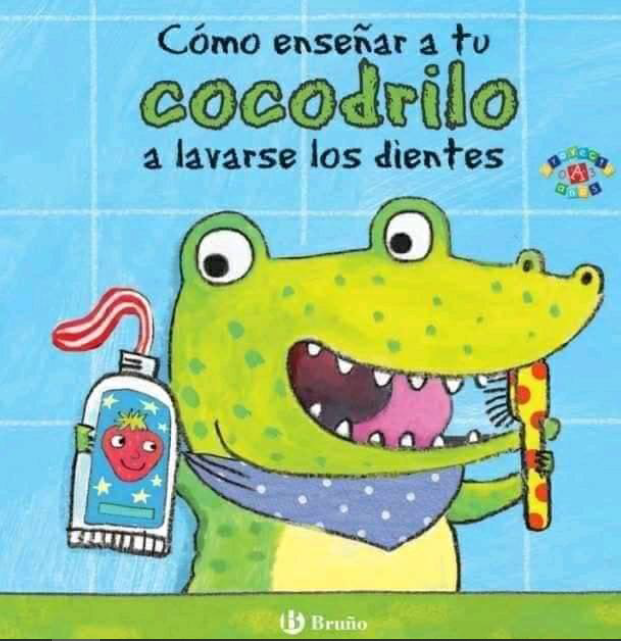 Cómo enseñar a tu
cocodrilo
a lavarse los dientes
Bruño